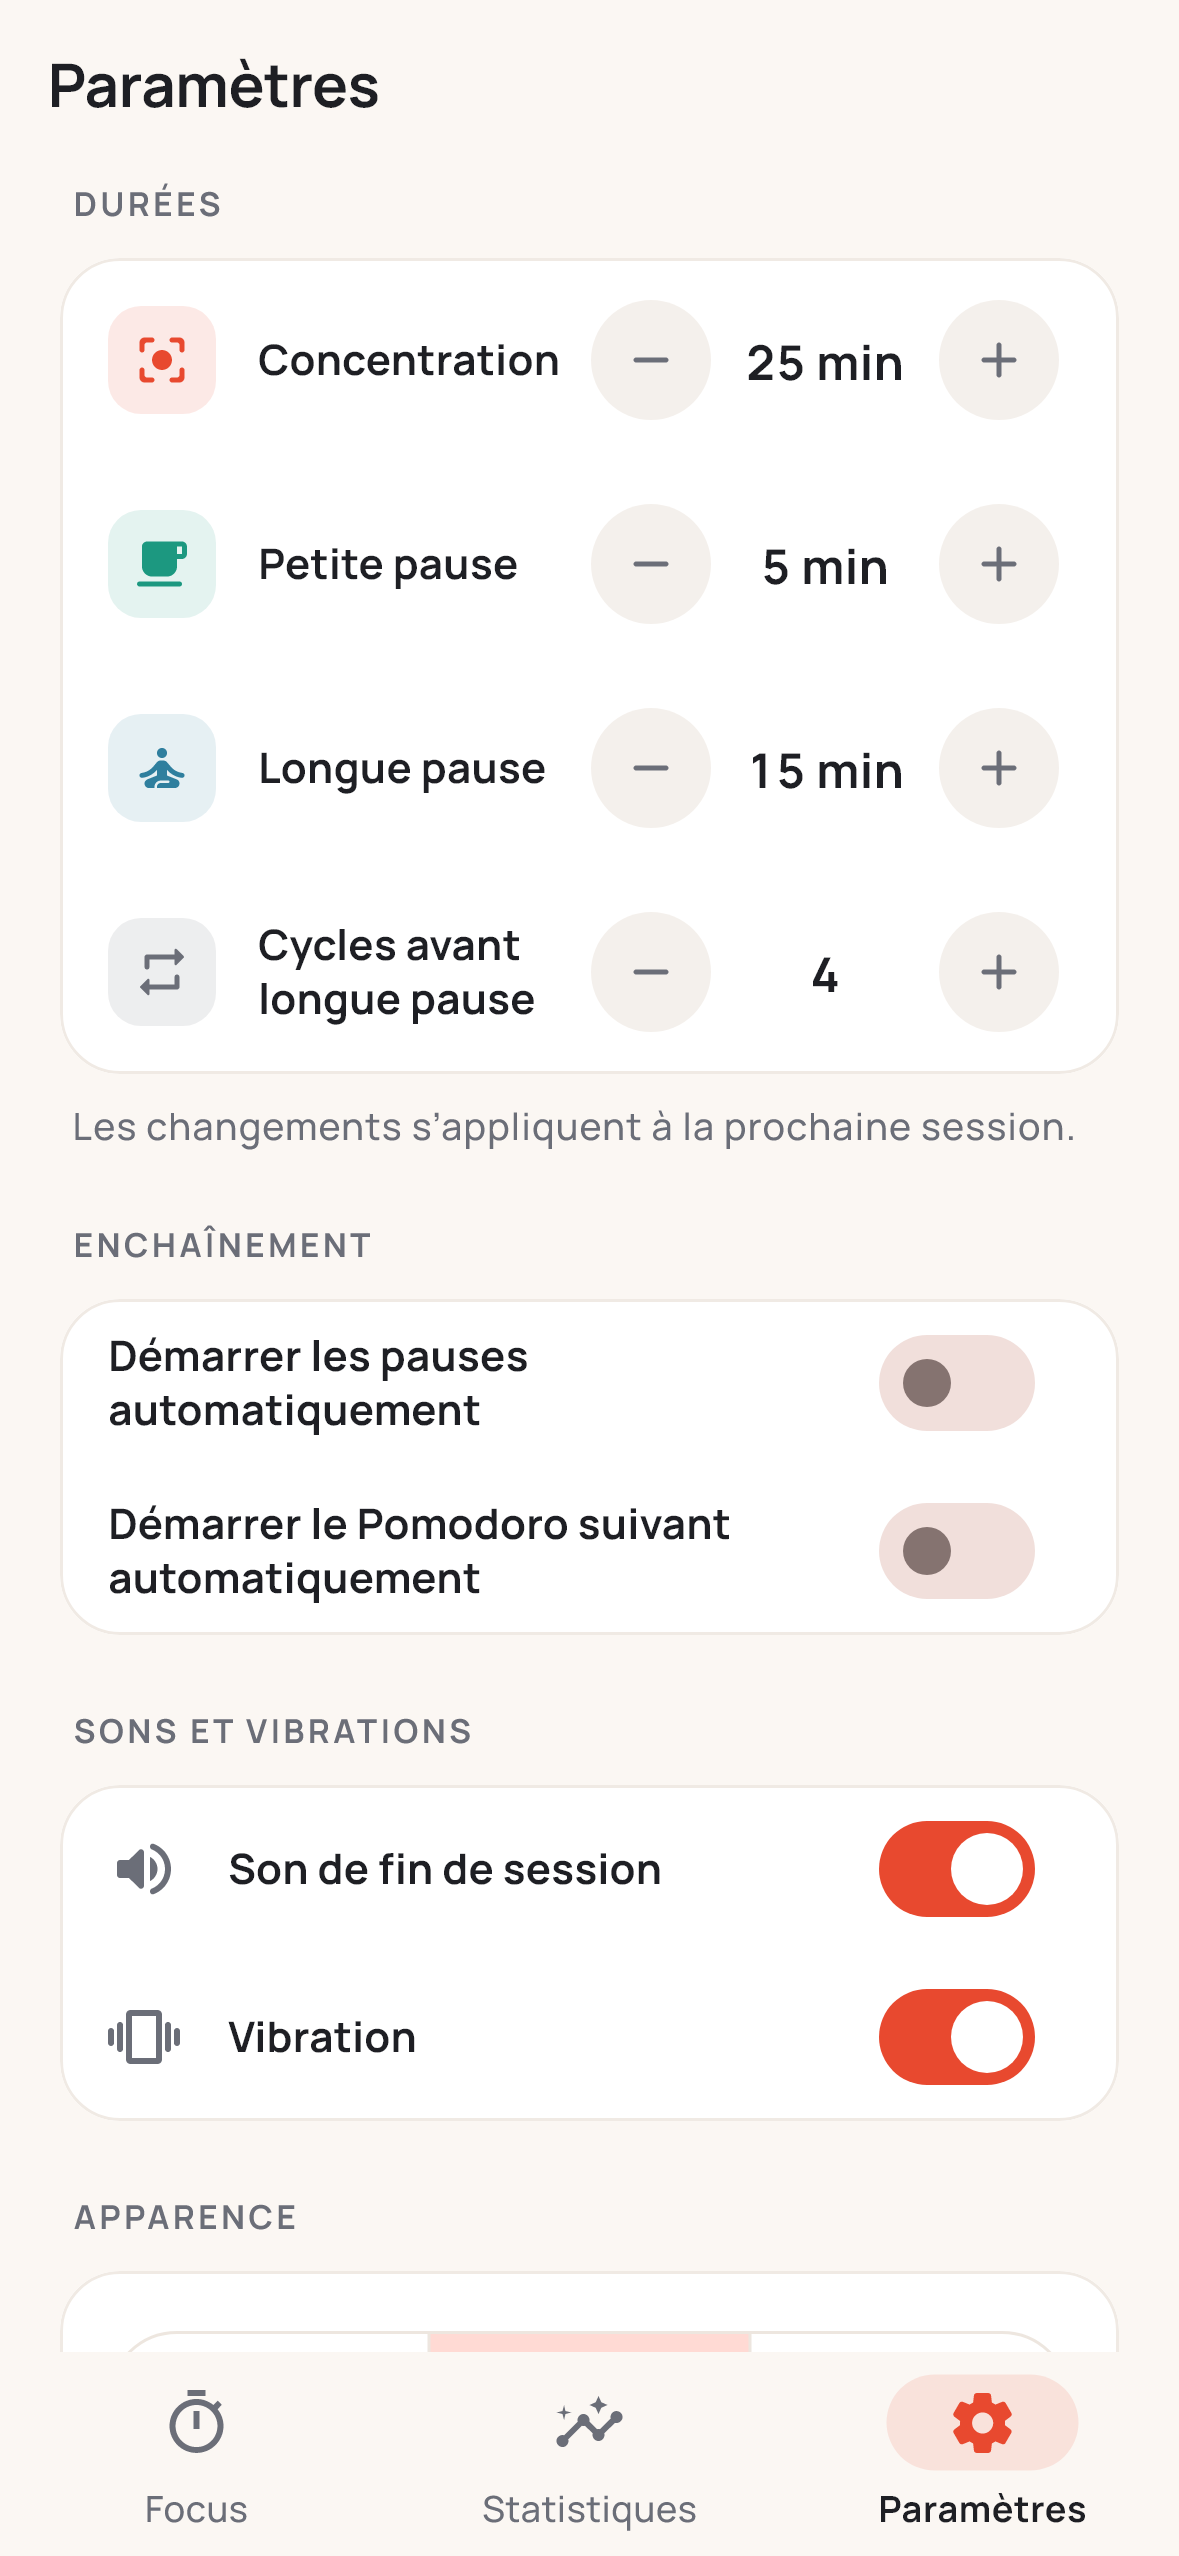 Paramètres
DURÉES
Concentration
25 min
Petite pause
5 min
Longue pause
15 min
Cycles avant
longue pause
4
Les changements s’appliquent à la prochaine session.
ENCHAÎNEMENT
Démarrer les pauses
automatiquement
Démarrer le Pomodoro suivant
automatiquement
SONS ET VIBRATIONS
Son de fin de session
Vibration
APPARENCE
Focus
Statistiques
Paramètres